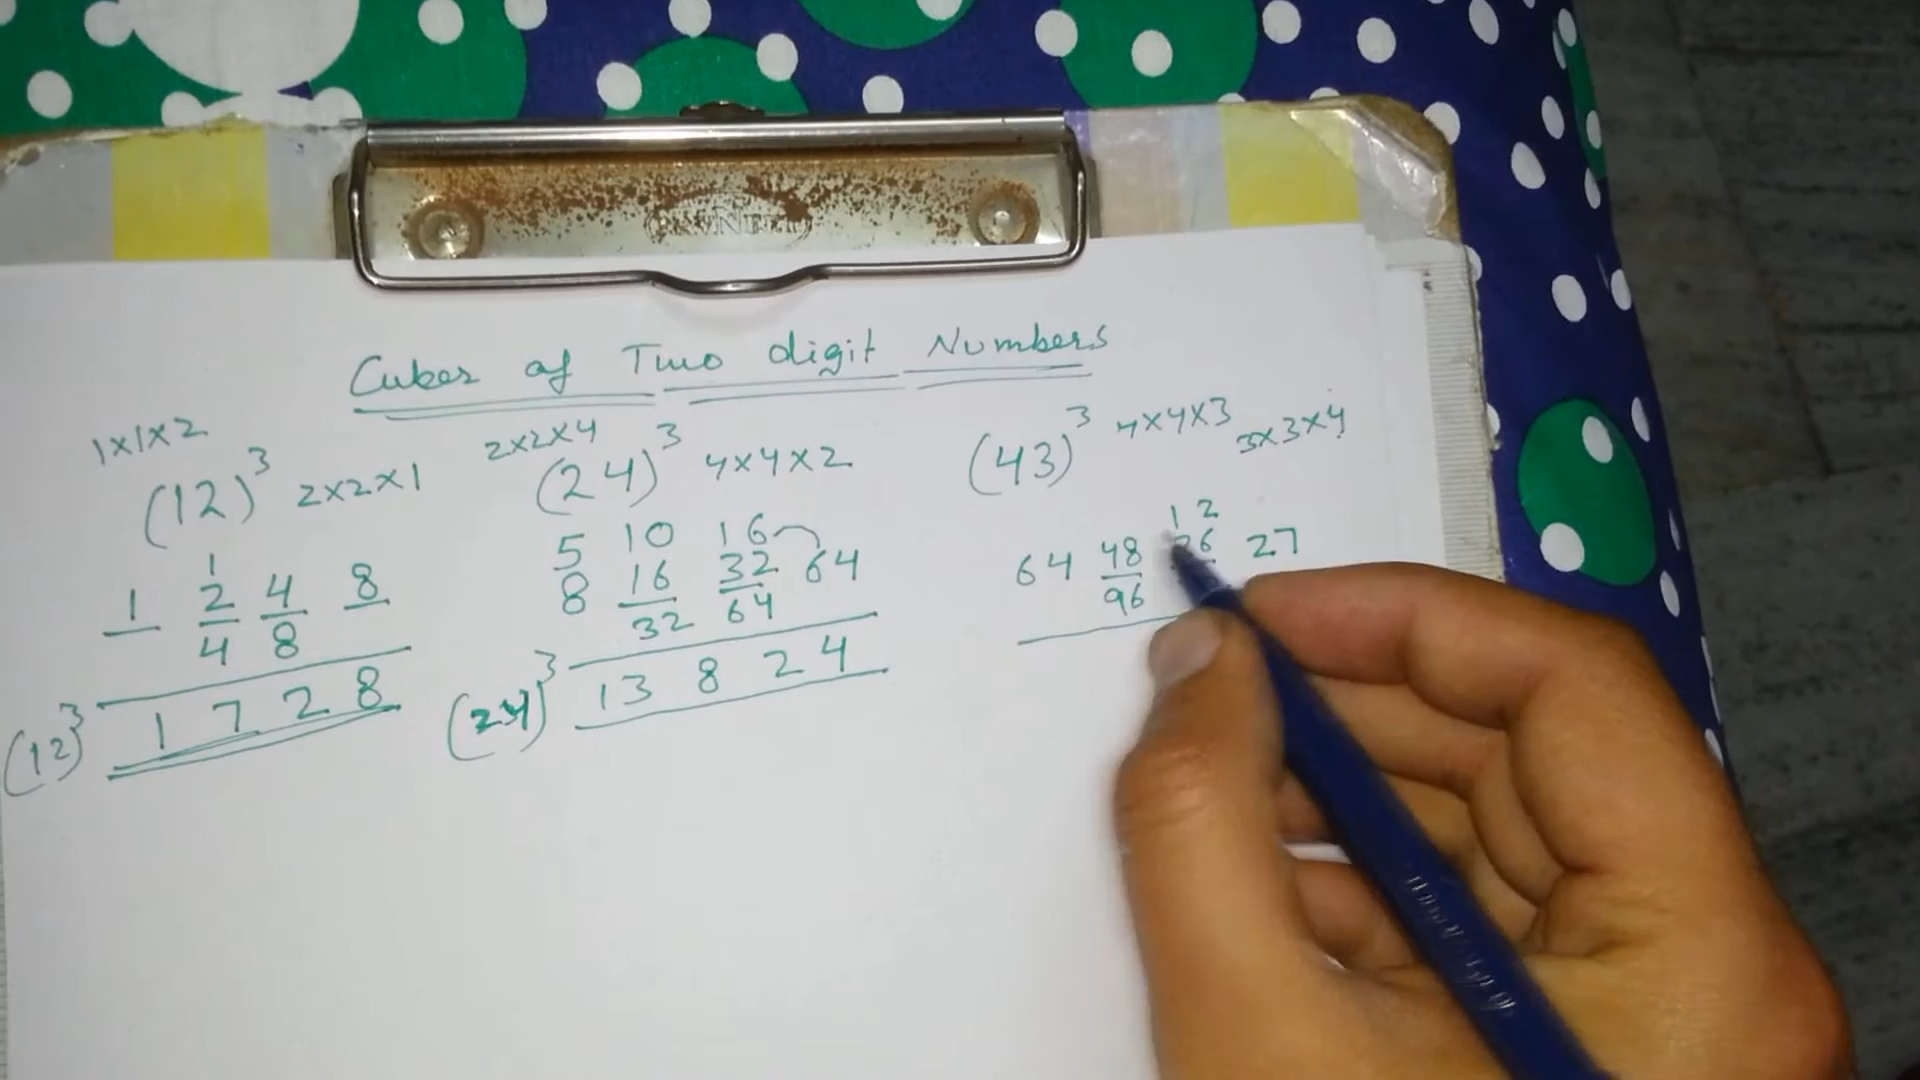 Cubes of Two digit Numbers
1x1x2
(12)³ 2x2x1
1
1 2 4 8
4 8
(12)³ 1 7 2 8
2x2x4
(24)³ 4x4x2
5 10 16
8 16 32 64
32 64
(24)³ 13 8 2 4
(43)³ 4x4x3 3x3x4
1 2
64 48 36 27
96